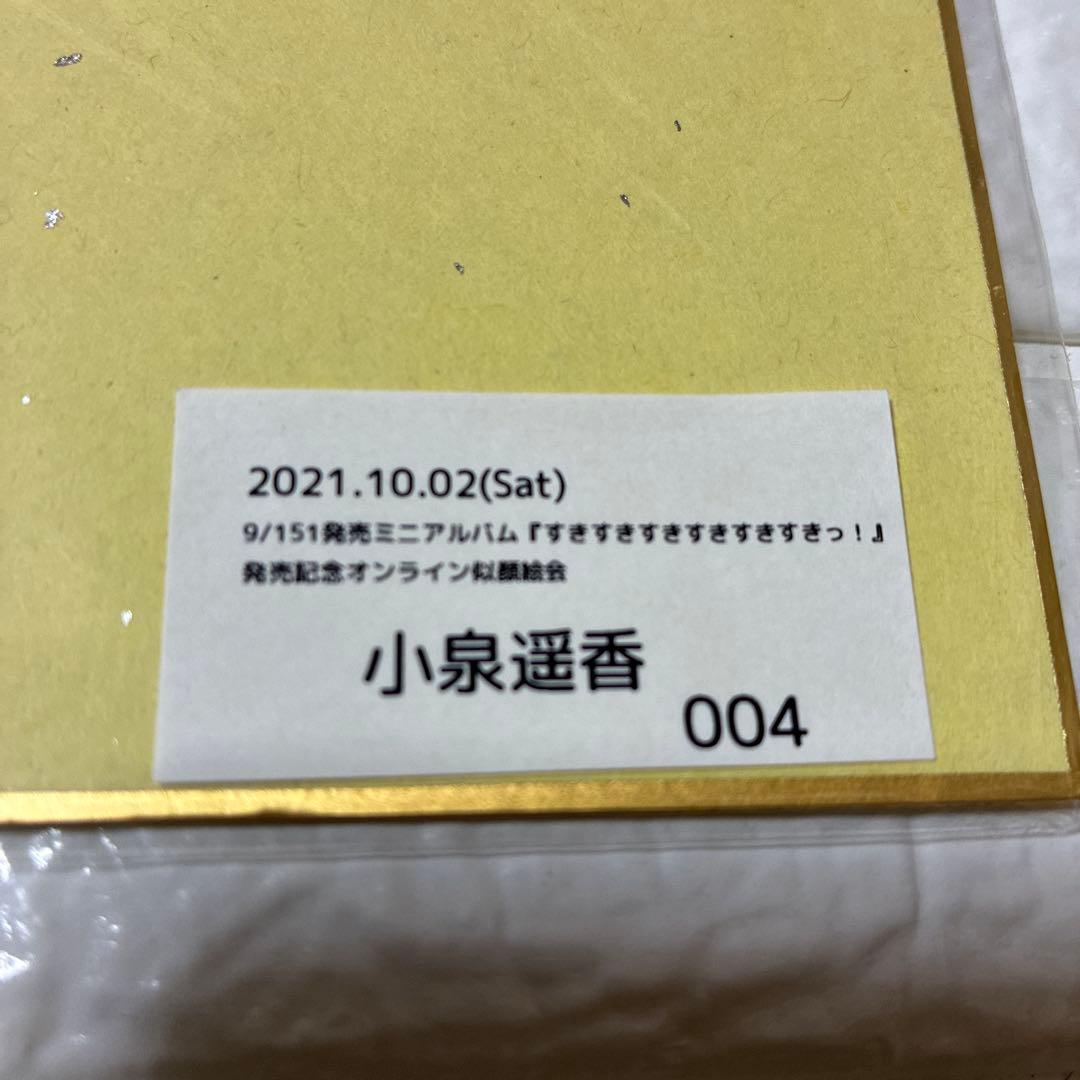 2021.10.02(Sat)
9/151発売ミニアルバム『すきすきすきすきすきすきっ！』
発売記念オンライン似顔絵会
小泉遥香
004